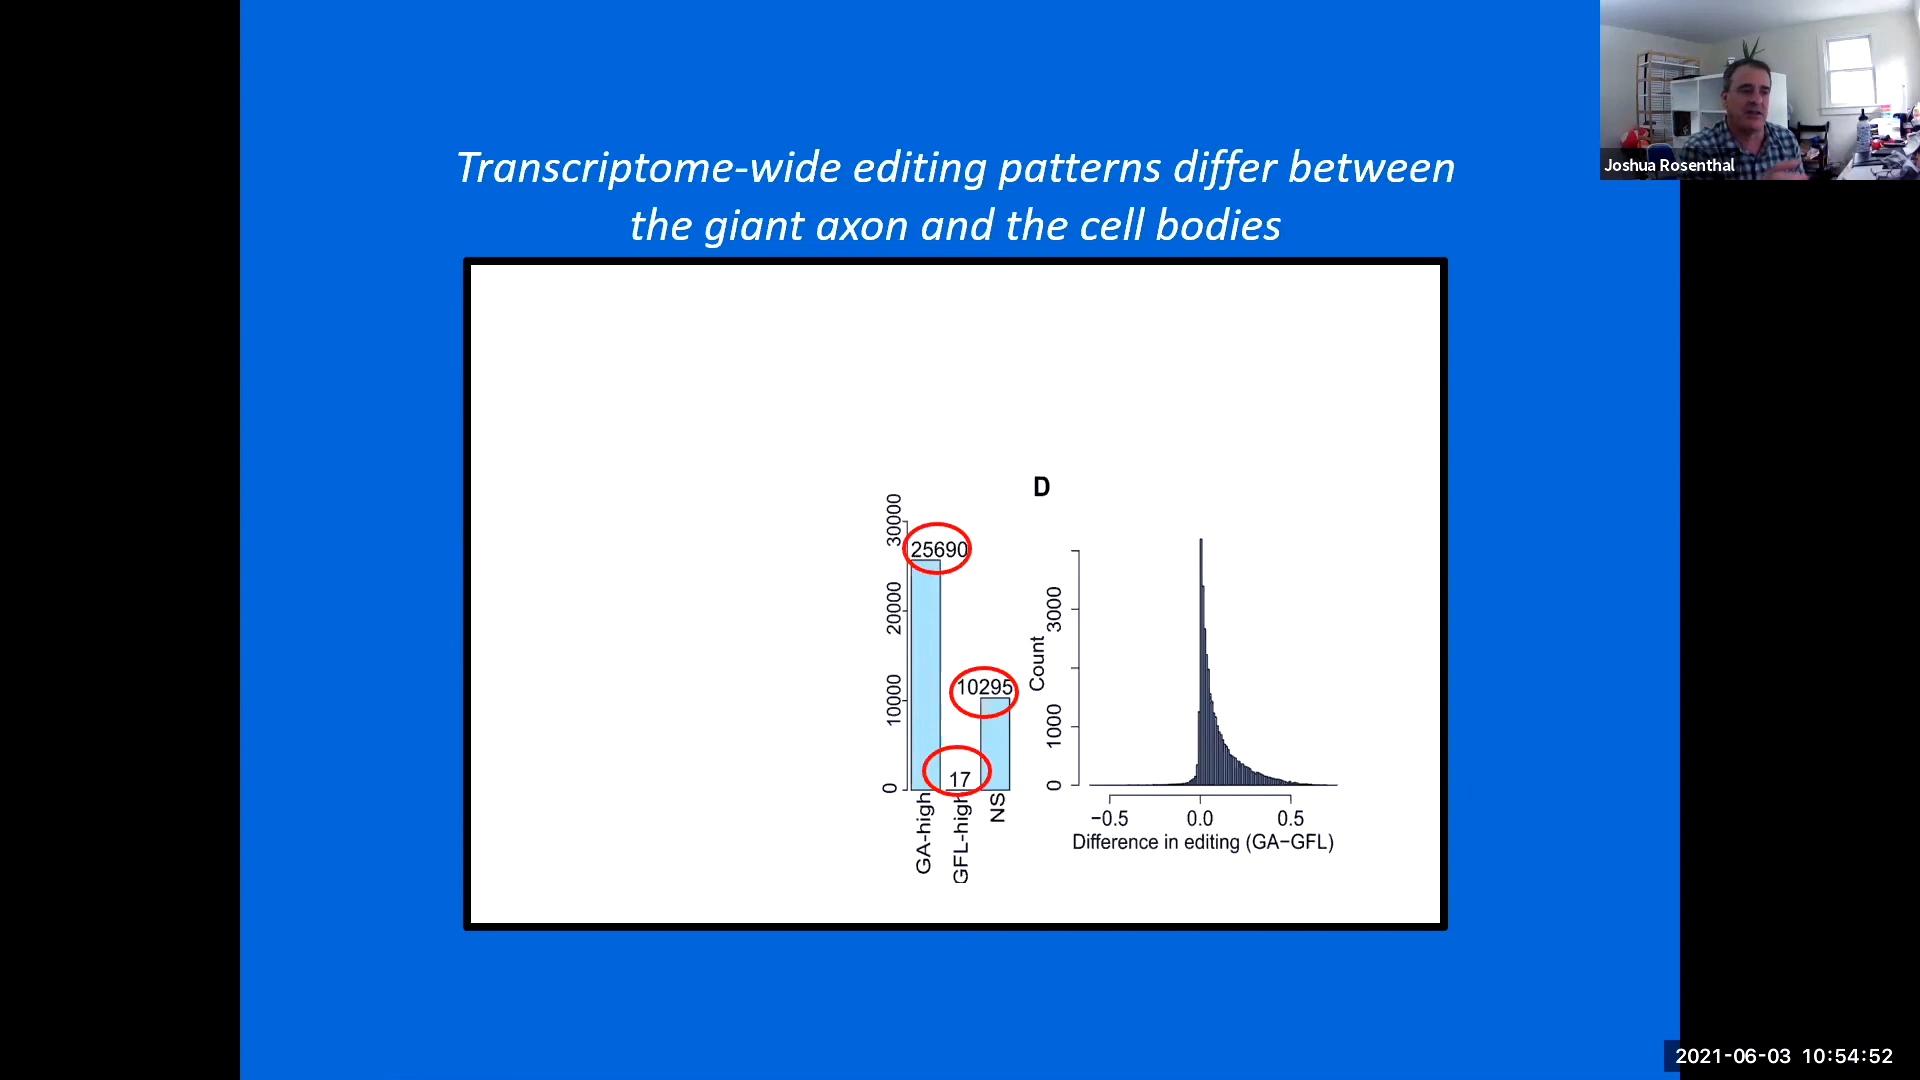 Transcriptome-wide editing patterns differ between
the giant axon and the cell bodies
Joshua Rosenthal
30000
20000
10000
0
25690
17
10295
GA-high
GFL-high
NS
D
Count
3000
1000
0
−0.5 0.0 0.5
Difference in editing (GA−GFL)
2021-06-03 10:54:52